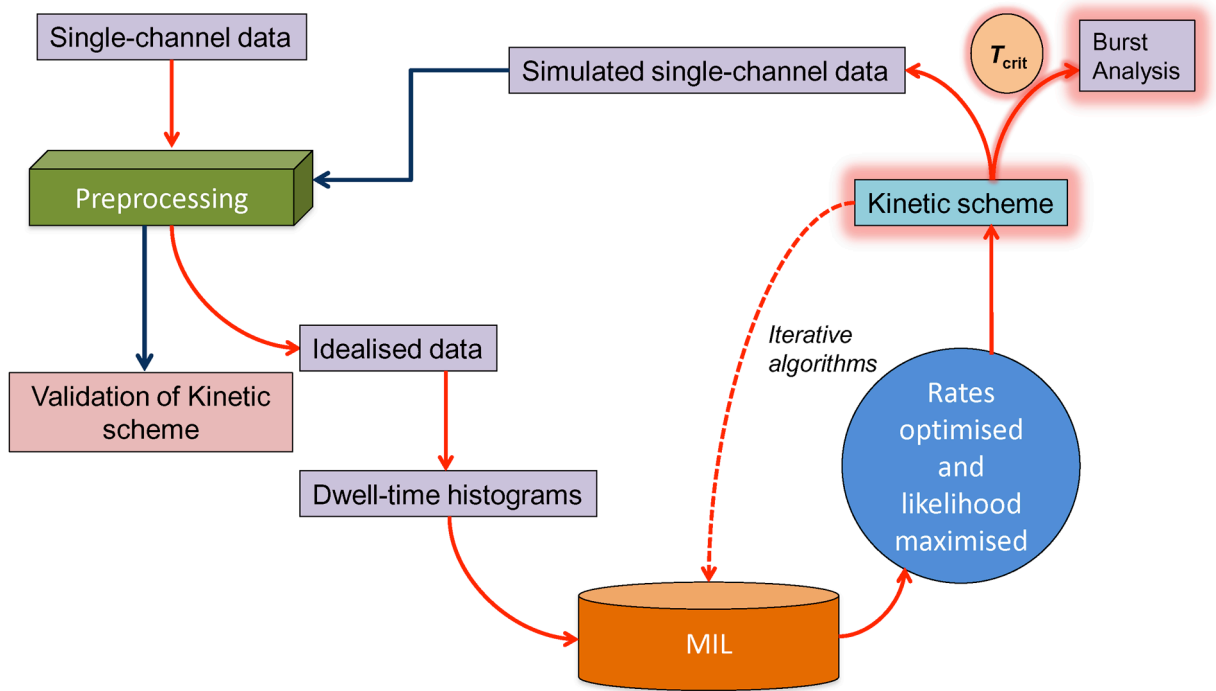 Single-channel data
Simulated single-channel data
Tcrit
Burst
Analysis
Preprocessing
Kinetic scheme
Idealised data
Iterative
algorithms
Validation of Kinetic
scheme
Rates
optimised
and
likelihood
maximised
Dwell-time histograms
MIL